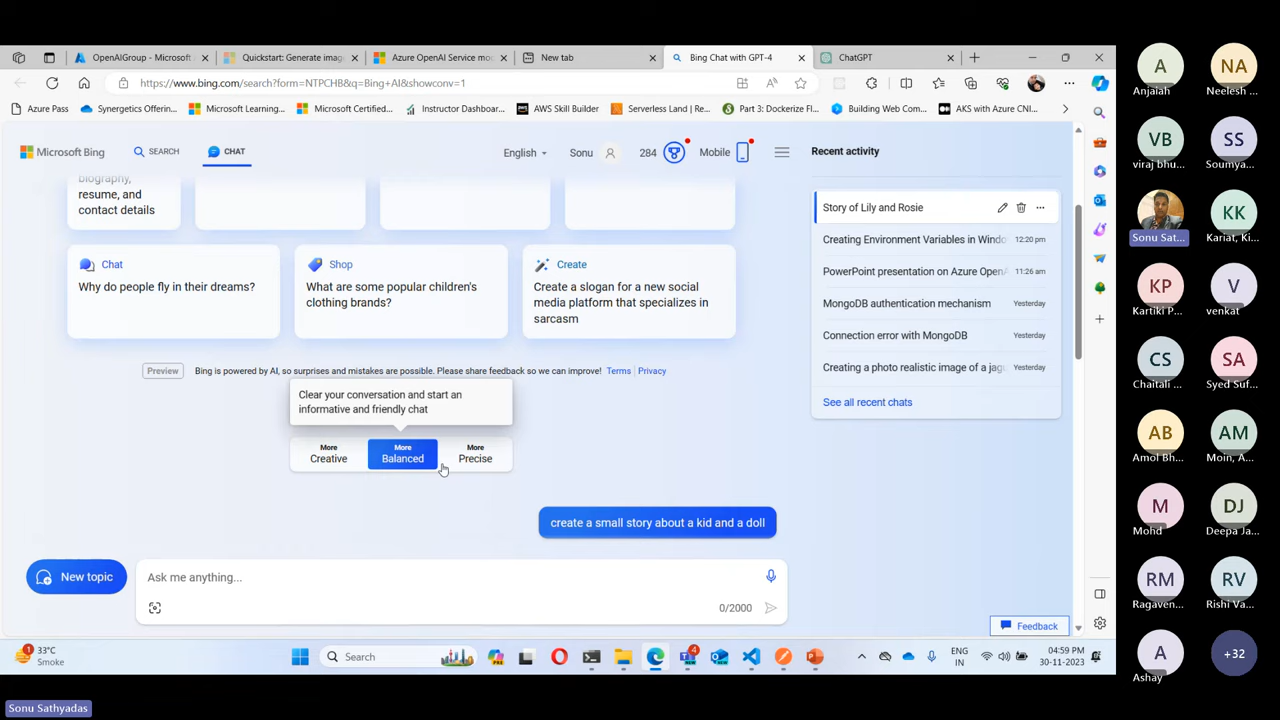 OpenAIGroup - Microsoft
Quickstart: Generate imag
Azure OpenAI Service mod
New tab
Bing Chat with GPT-4
ChatGPT
https://www.bing.com/search?form=NTPCHB&q=Bing+AI&showconv=1
Azure Pass
Synergetics Offering...
Microsoft Learning...
Microsoft Certified...
Instructor Dashboar...
AWS Skill Builder
Serverless Land | Re...
Part 3: Dockerize Fl...
Building Web Com...
AKS with Azure CNI...
Microsoft Bing
SEARCH
CHAT
English
Sonu
284
Mobile
Recent activity
biography,
resume, and
contact details
Story of Lily and Rosie
Creating Environment Variables in Windo
12:20 pm
PowerPoint presentation on Azure Open
11:26 am
MongoDB authentication mechanism
Yesterday
Connection error with MongoDB
Yesterday
Creating a photo realistic image of a jagu
Yesterday
See all recent chats
Chat
Why do people fly in their dreams?
Shop
What are some popular children's
clothing brands?
Create
Create a slogan for a new social
media platform that specializes in
sarcasm
Preview
Bing is powered by AI, so surprises and mistakes are possible. Please share feedback so we can improve!
Terms
Privacy
Clear your conversation and start an
informative and friendly chat
More
Creative
More
Balanced
More
Precise
create a small story about a kid and a doll
New topic
Ask me anything...
0/2000
Feedback
1
33°C
Smoke
Search
PRE
4
NEW
NEW
ENG
IN
04:59 PM
30-11-2023
Sonu Sathyadas
A
Anjaiah
NA
Neelesh ...
VB
viraj bhu...
SS
Soumya...
Sonu Sat...
KK
Kariat, Ki...
KP
Kartiki P...
V
venkat
CS
Chaitali ...
SA
Syed Suf...
AB
Amol Bh...
AM
Moin, A...
M
Mohd
DJ
Deepa Ja...
RM
Ragaven...
RV
Rishi Va...
A
Ashay
+32